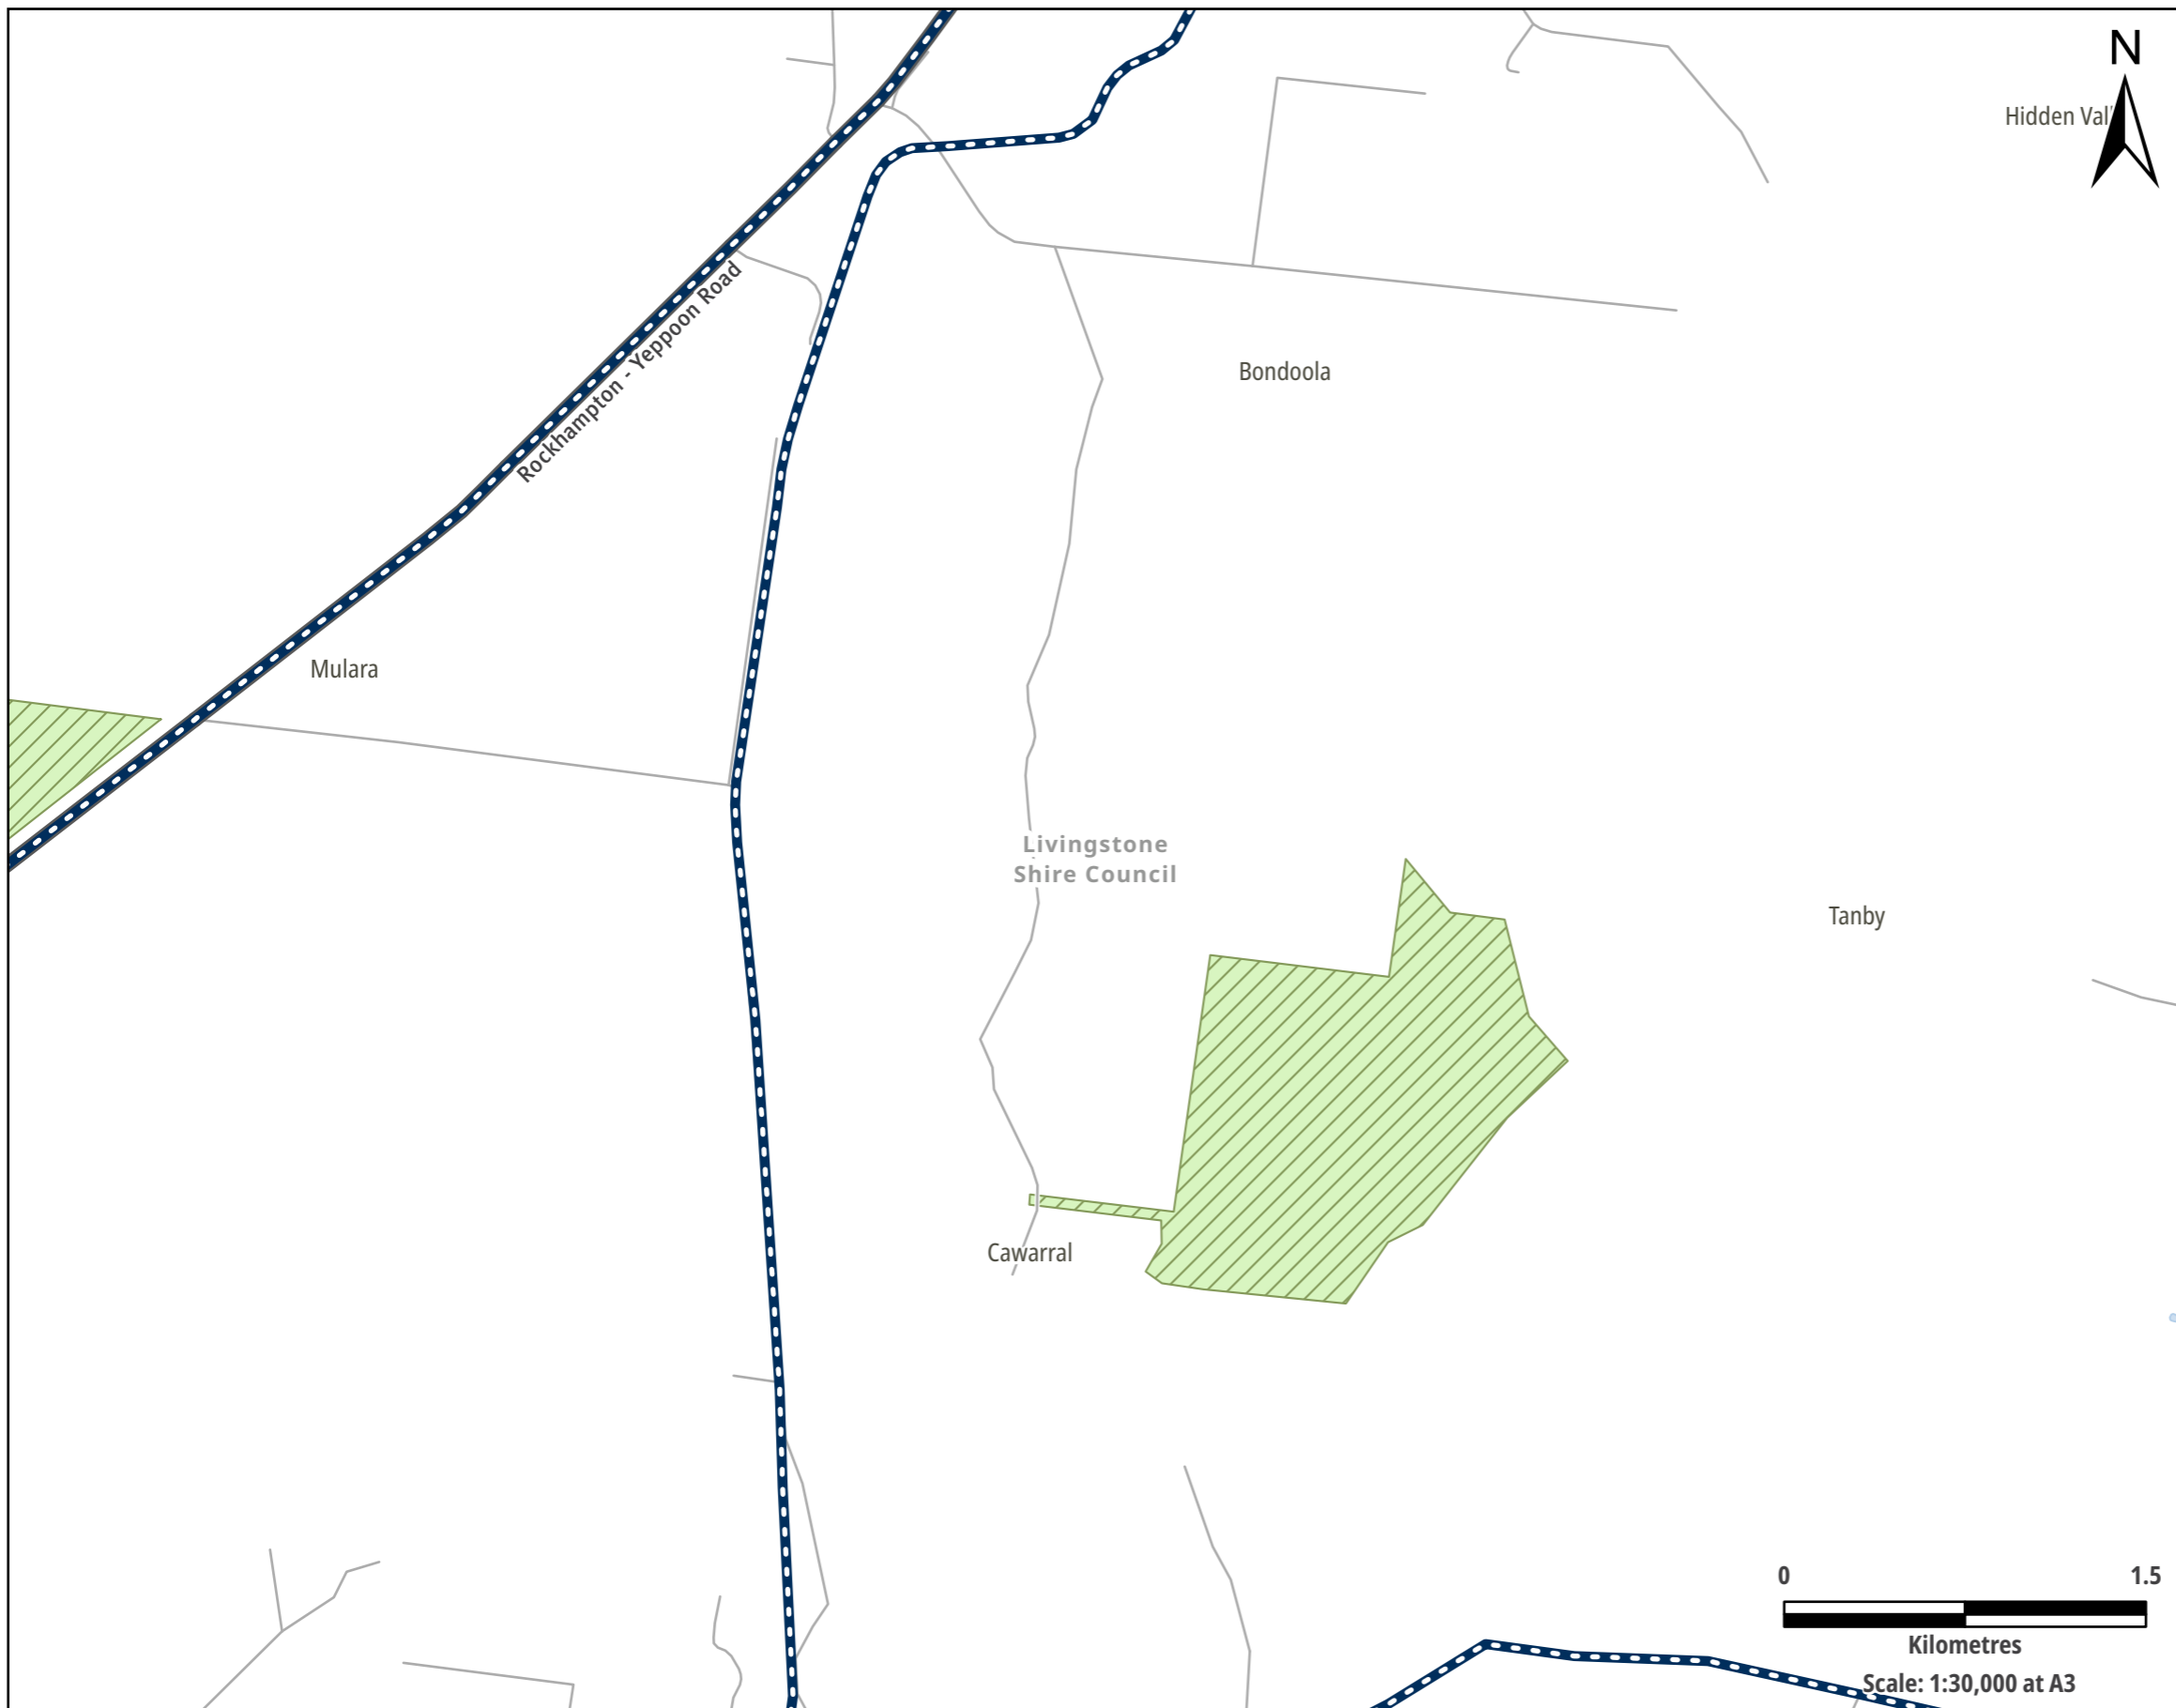 N
Hidden Val
Rockhampton - Yeppoon Road
Bondoola
Mulara
Livingstone
Shire Council
Tanby
Cawarral
0 1.5
Kilometres
Scale: 1:30,000 at A3